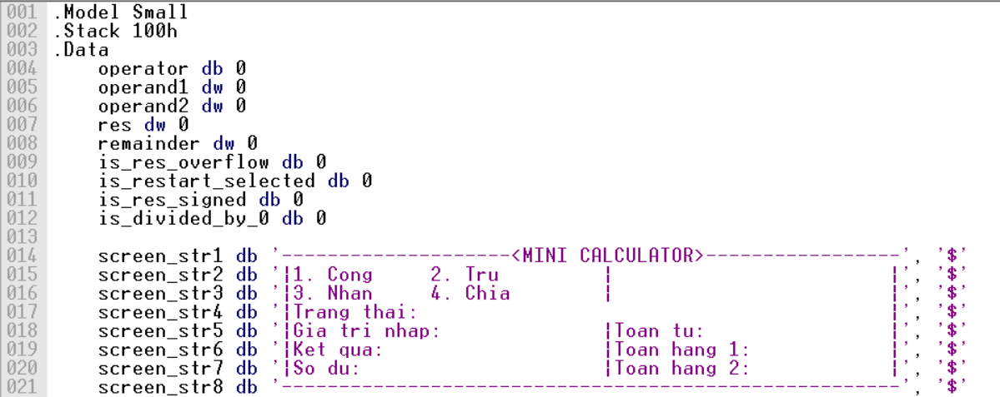 001 .Model Small
002 .Stack 100h
003 .Data
004     operator db 0
005     operand1 dw 0
006     operand2 dw 0
007     res dw 0
008     remainder dw 0
009     is_res_overflow db 0
010     is_restart_selected db 0
011     is_res_signed db 0
012     is_divided_by_0 db 0
013
014     screen_str1 db '--------------------<MINI CALCULATOR>-----------------', '$'
015     screen_str2 db '|1. Cong     2. Tru         |                         |', '$'
016     screen_str3 db '|3. Nhan     4. Chia        |                         |', '$'
017     screen_str4 db '|Trang thai:                                          |', '$'
018     screen_str5 db '|Gia tri nhap:              |Toan tu:                 |', '$'
019     screen_str6 db '|Ket qua:                   |Toan hang 1:             |', '$'
020     screen_str7 db '|So du:                     |Toan hang 2:             |', '$'
021     screen_str8 db '------------------------------------------------------', '$'